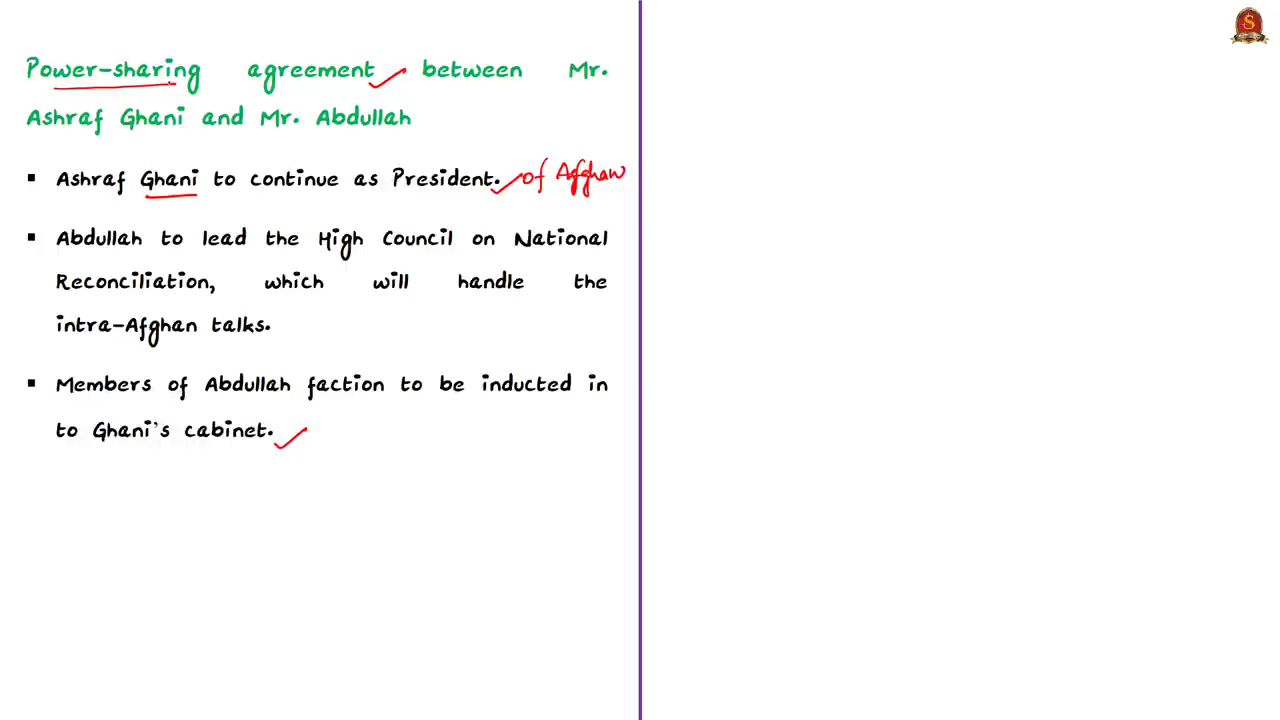 Power-sharing agreement between Mr.
Ashraf Ghani and Mr. Abdullah
▪ Ashraf Ghani to continue as President. of Afghan
▪ Abdullah to lead the High Council on National
Reconciliation, which will handle the
intra-Afghan talks.
▪ Members of Abdullah faction to be inducted in
to Ghani's cabinet.
S